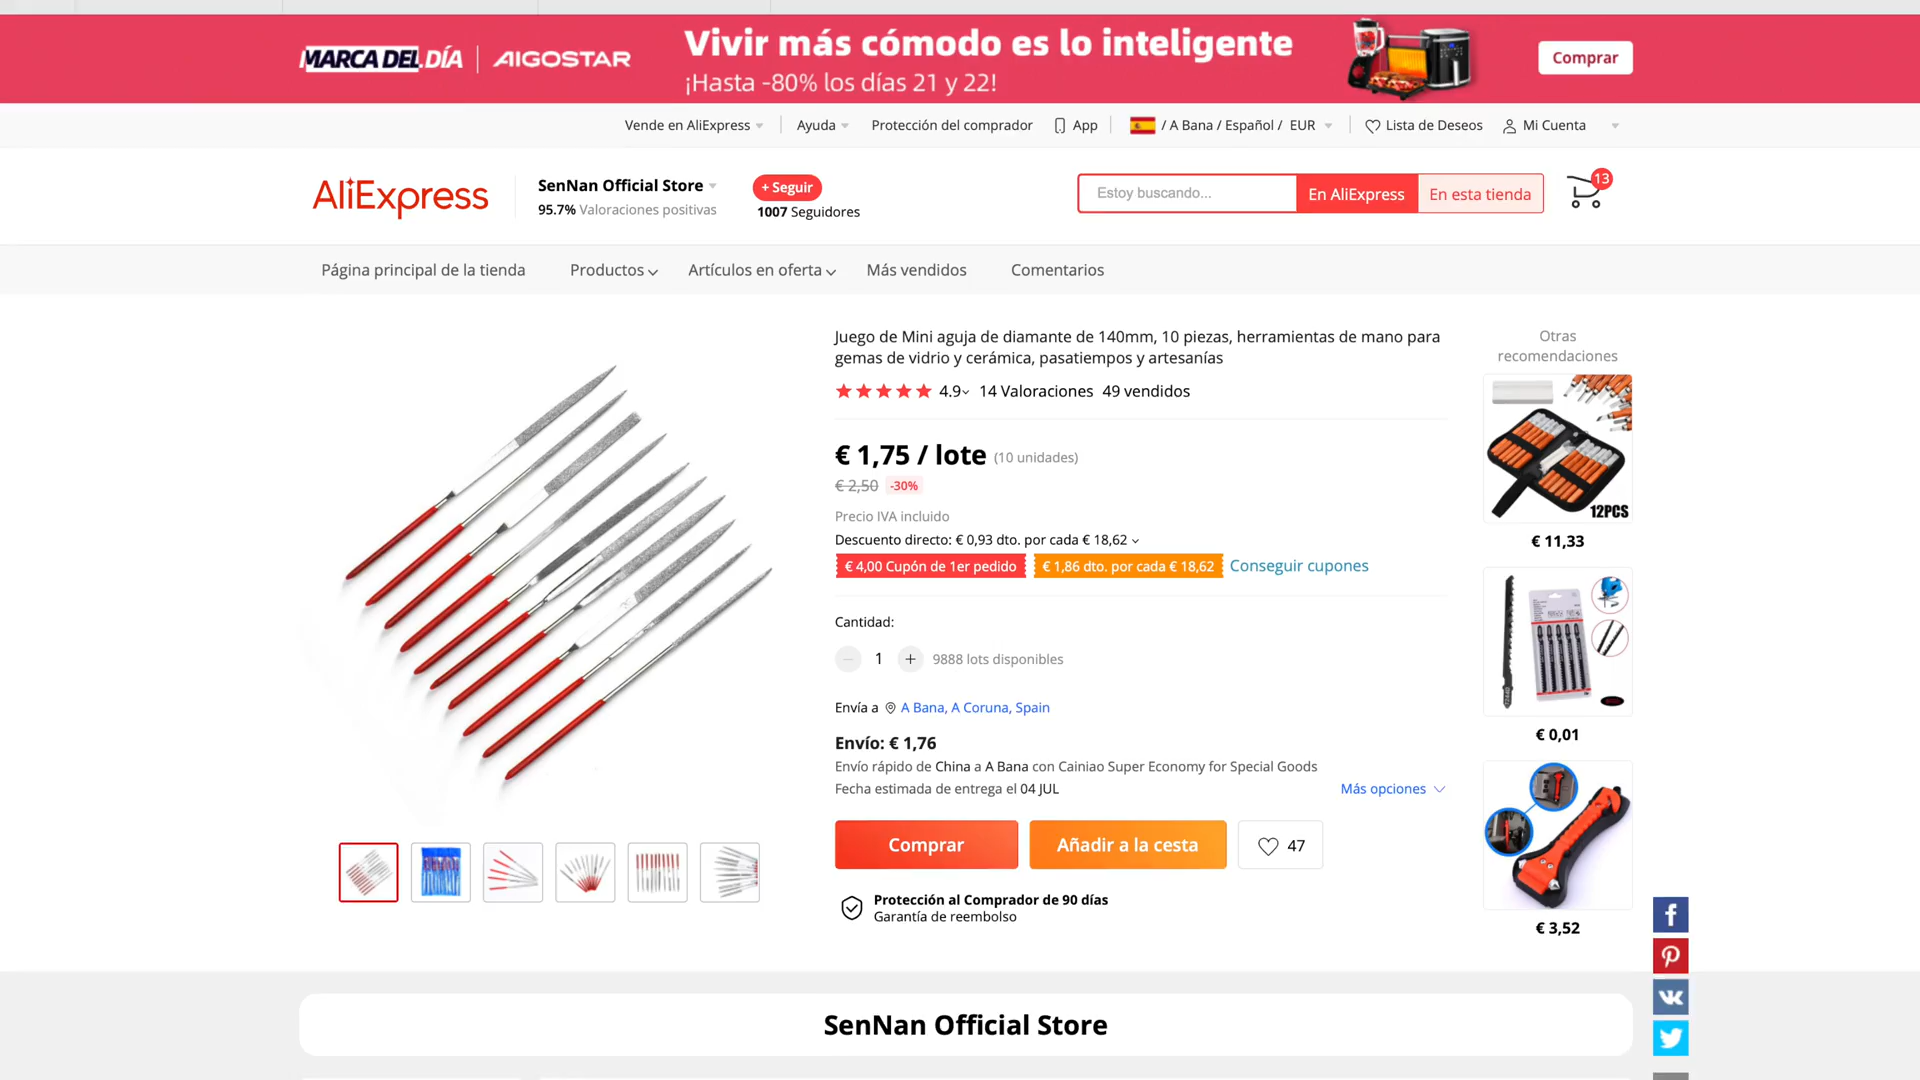 MARCA DEL DÍA AIGOSTAR
Vivir más cómodo es lo inteligente
¡Hasta -80% los días 21 y 22!
Comprar
Vende en AliExpress Ayuda Protección del comprador App / A Bana / Español / EUR Lista de Deseos Mi Cuenta
AliExpress
SenNan Official Store
95.7% Valoraciones positivas
+ Seguir
1007 Seguidores
Estoy buscando... En AliExpress En esta tienda
13
Página principal de la tienda Productos Artículos en oferta Más vendidos Comentarios
Juego de Mini aguja de diamante de 140mm, 10 piezas, herramientas de mano para
gemas de vidrio y cerámica, pasatiempos y artesanías
4.9 14 Valoraciones 49 vendidos
€ 1,75 / lote (10 unidades)
€ 2,50 -30%
Precio IVA incluido
Descuento directo: € 0,93 dto. por cada € 18,62
€ 4,00 Cupón de 1er pedido € 1,86 dto. por cada € 18,62 Conseguir cupones
Cantidad:
1 + 9888 lots disponibles
Envía a A Bana, A Coruna, Spain
Envío: € 1,76
Envío rápido de China a A Bana con Cainiao Super Economy for Special Goods
Fecha estimada de entrega el 04 JUL Más opciones
Comprar Añadir a la cesta 47
Protección al Comprador de 90 días
Garantía de reembolso
Otras
recomendaciones
12PCS
€ 11,33
€ 0,01
€ 3,52
SenNan Official Store